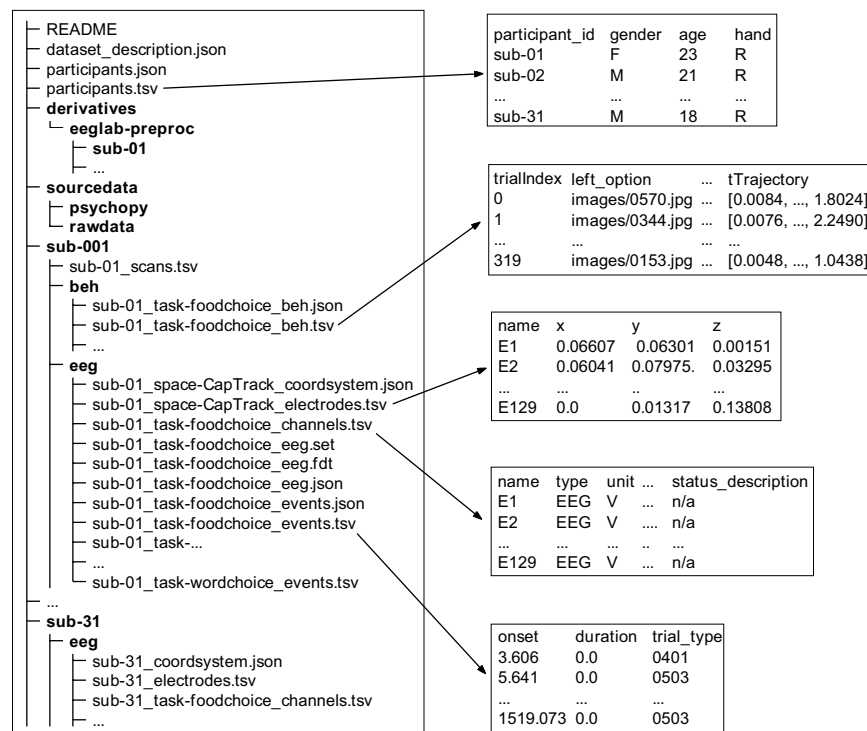 README
dataset_description.json
participants.json
participants.tsv
derivatives
eeglab-preproc
sub-01
...
sourcedata
psychopy
rawdata
sub-001
sub-01_scans.tsv
beh
sub-01_task-foodchoice_beh.json
sub-01_task-foodchoice_beh.tsv
...
eeg
sub-01_space-CapTrack_coordsystem.json
sub-01_space-CapTrack_electrodes.tsv
sub-01_task-foodchoice_channels.tsv
sub-01_task-foodchoice_eeg.set
sub-01_task-foodchoice_eeg.fdt
sub-01_task-foodchoice_eeg.json
sub-01_task-foodchoice_events.json
sub-01_task-foodchoice_events.tsv
sub-01_task-...
...
sub-01_task-wordchoice_events.tsv
...
sub-31
eeg
sub-31_coordsystem.json
sub-31_electrodes.tsv
sub-31_task-foodchoice_channels.tsv
...
participant_id gender age hand
sub-01 F 23 R
sub-02 M 21 R
... ... ... ...
sub-31 M 18 R
trialIndex left_option ... tTrajectory
0 images/0570.jpg ... [0.0084, ..., 1.8024]
1 images/0344.jpg ... [0.0076, ..., 2.2490]
... ... ... ...
319 images/0153.jpg ... [0.0048, ..., 1.0438]
name x y z
E1 0.06607 0.06301 0.00151
E2 0.06041 0.07975. 0.03295
... ... .. ...
E129 0.0 0.01317 0.13808
name type unit ... status_description
E1 EEG V ... n/a
E2 EEG V .... n/a
... ... ... .. ...
E129 EEG V ... n/a
onset duration trial_type
3.606 0.0 0401
5.641 0.0 0503
... ... ...
1519.073 0.0 0503